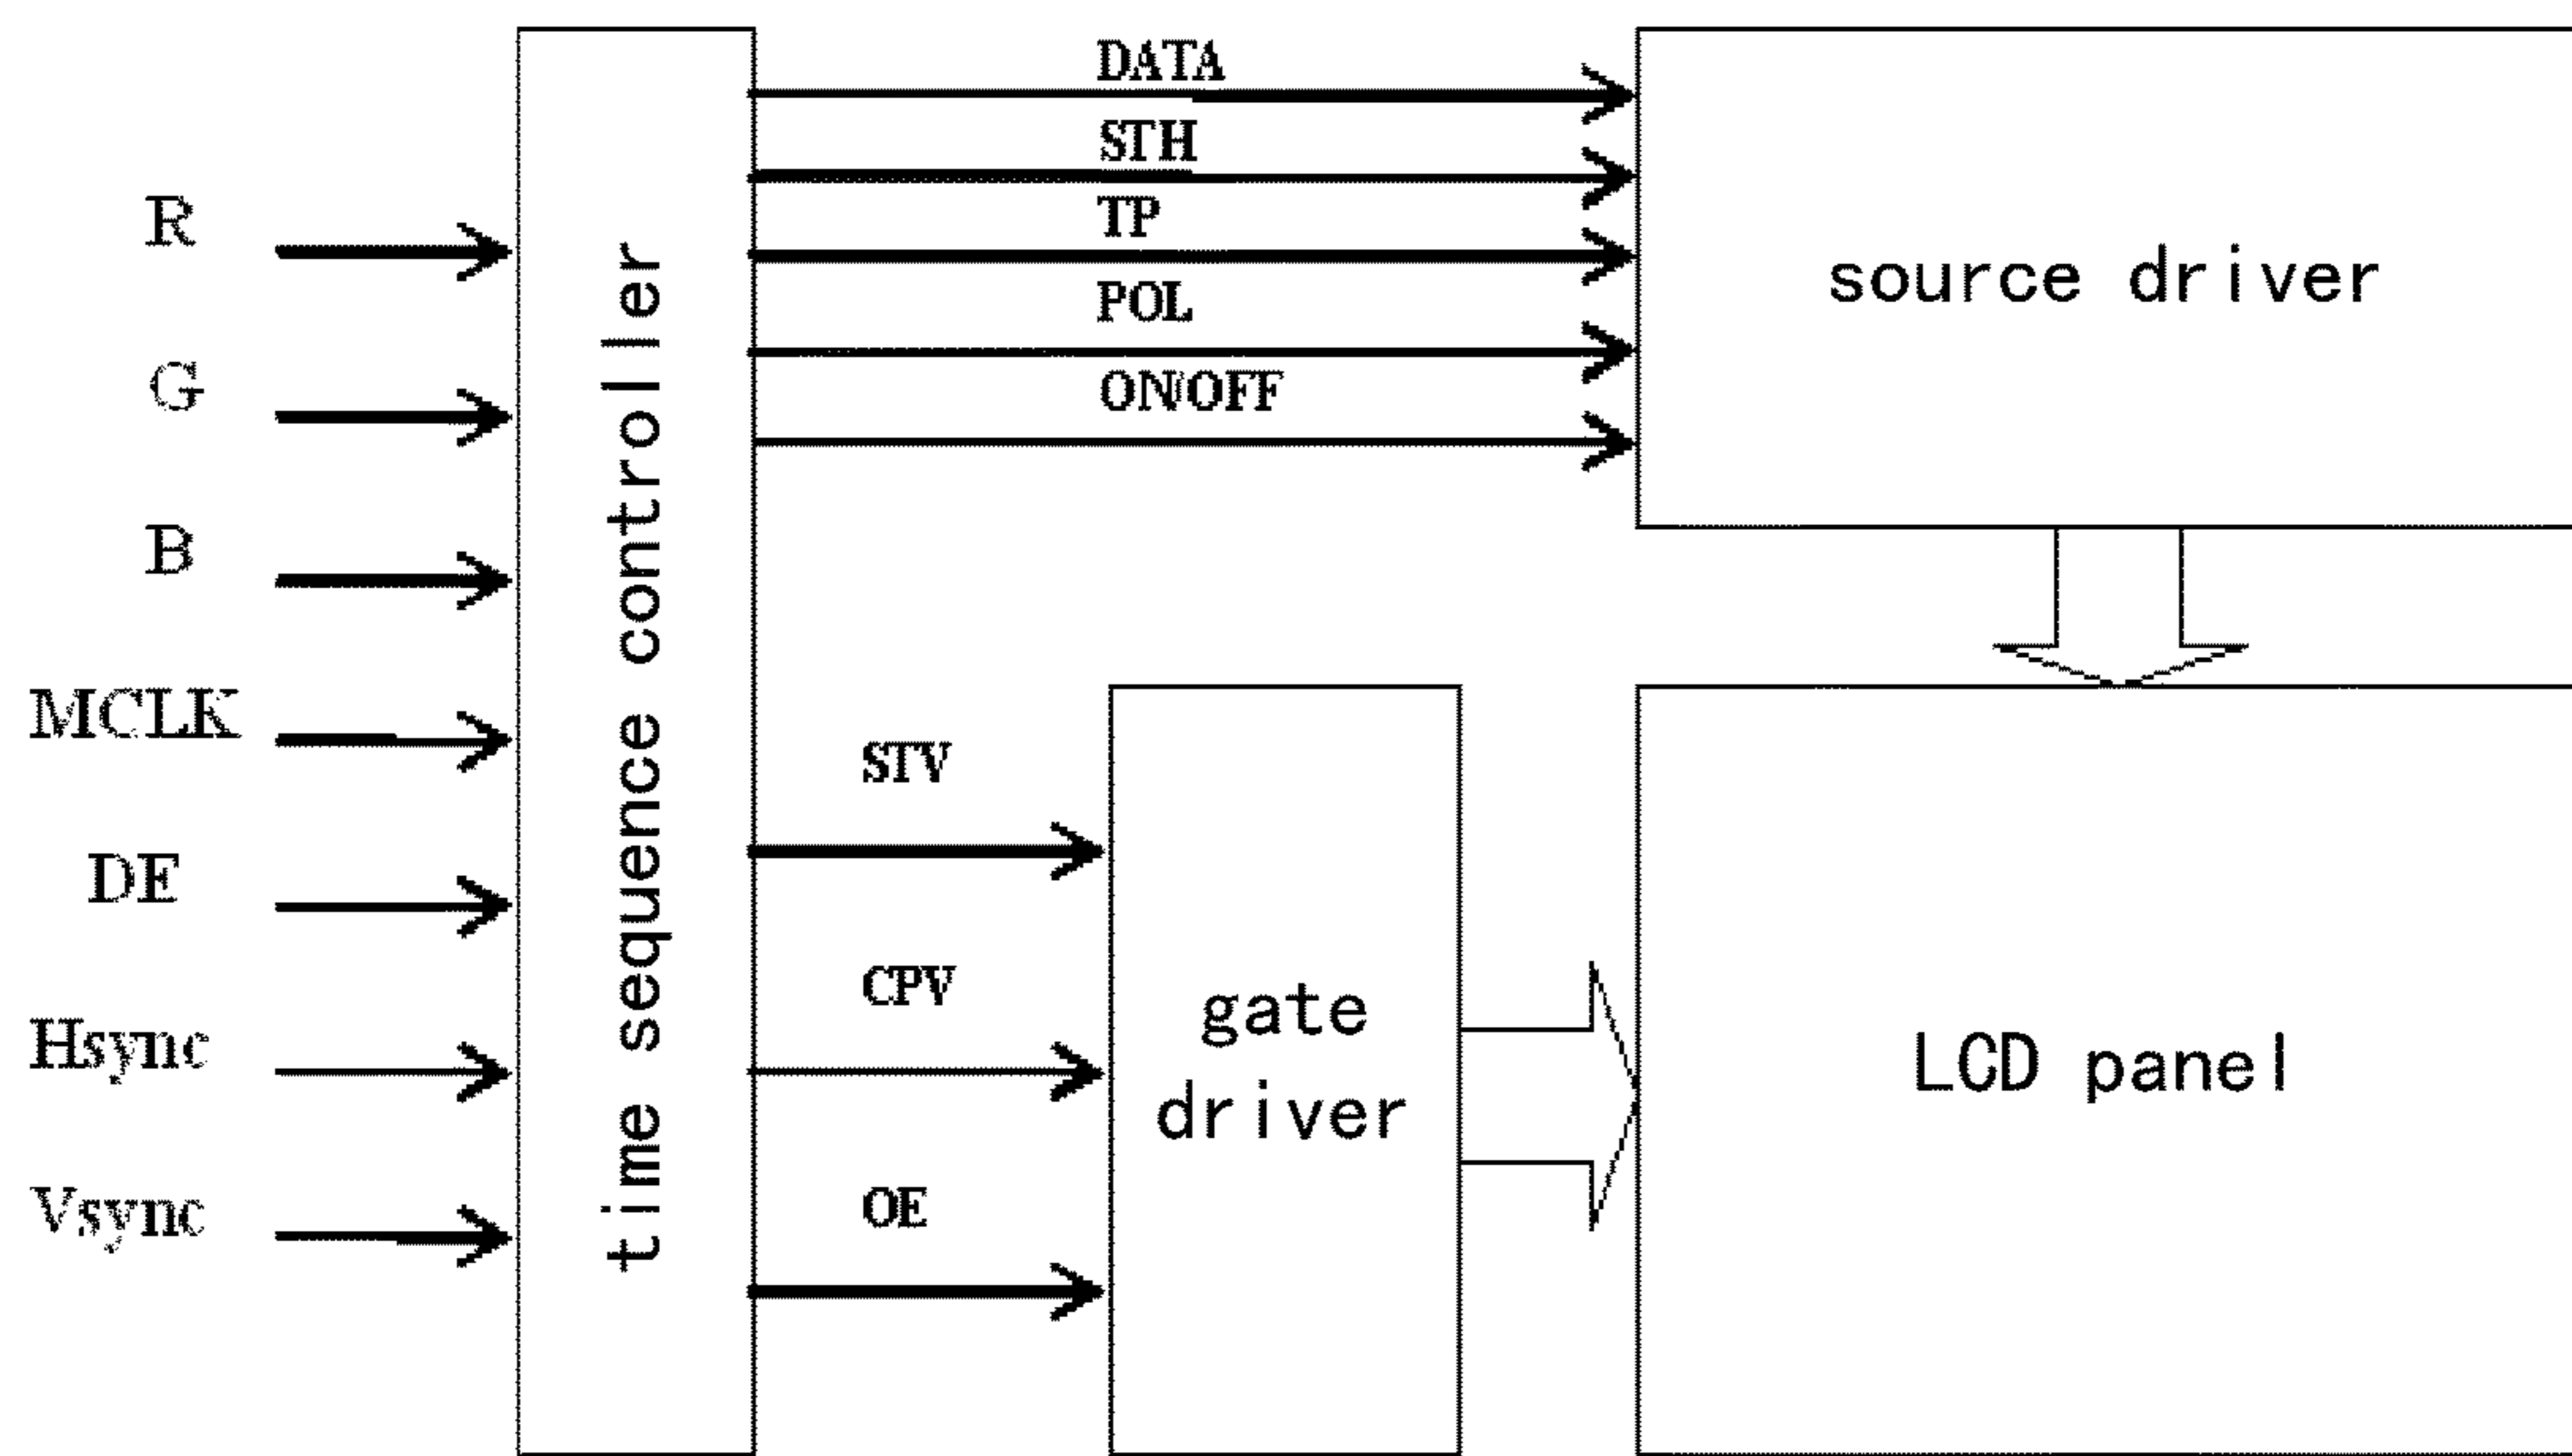 R
G
B
MCLK
DE
Hsync
Vsync
time sequence controller
DATA
STH
TP
POL
ON/OFF
STV
CPV
OE
source driver
gate
driver
LCD panel